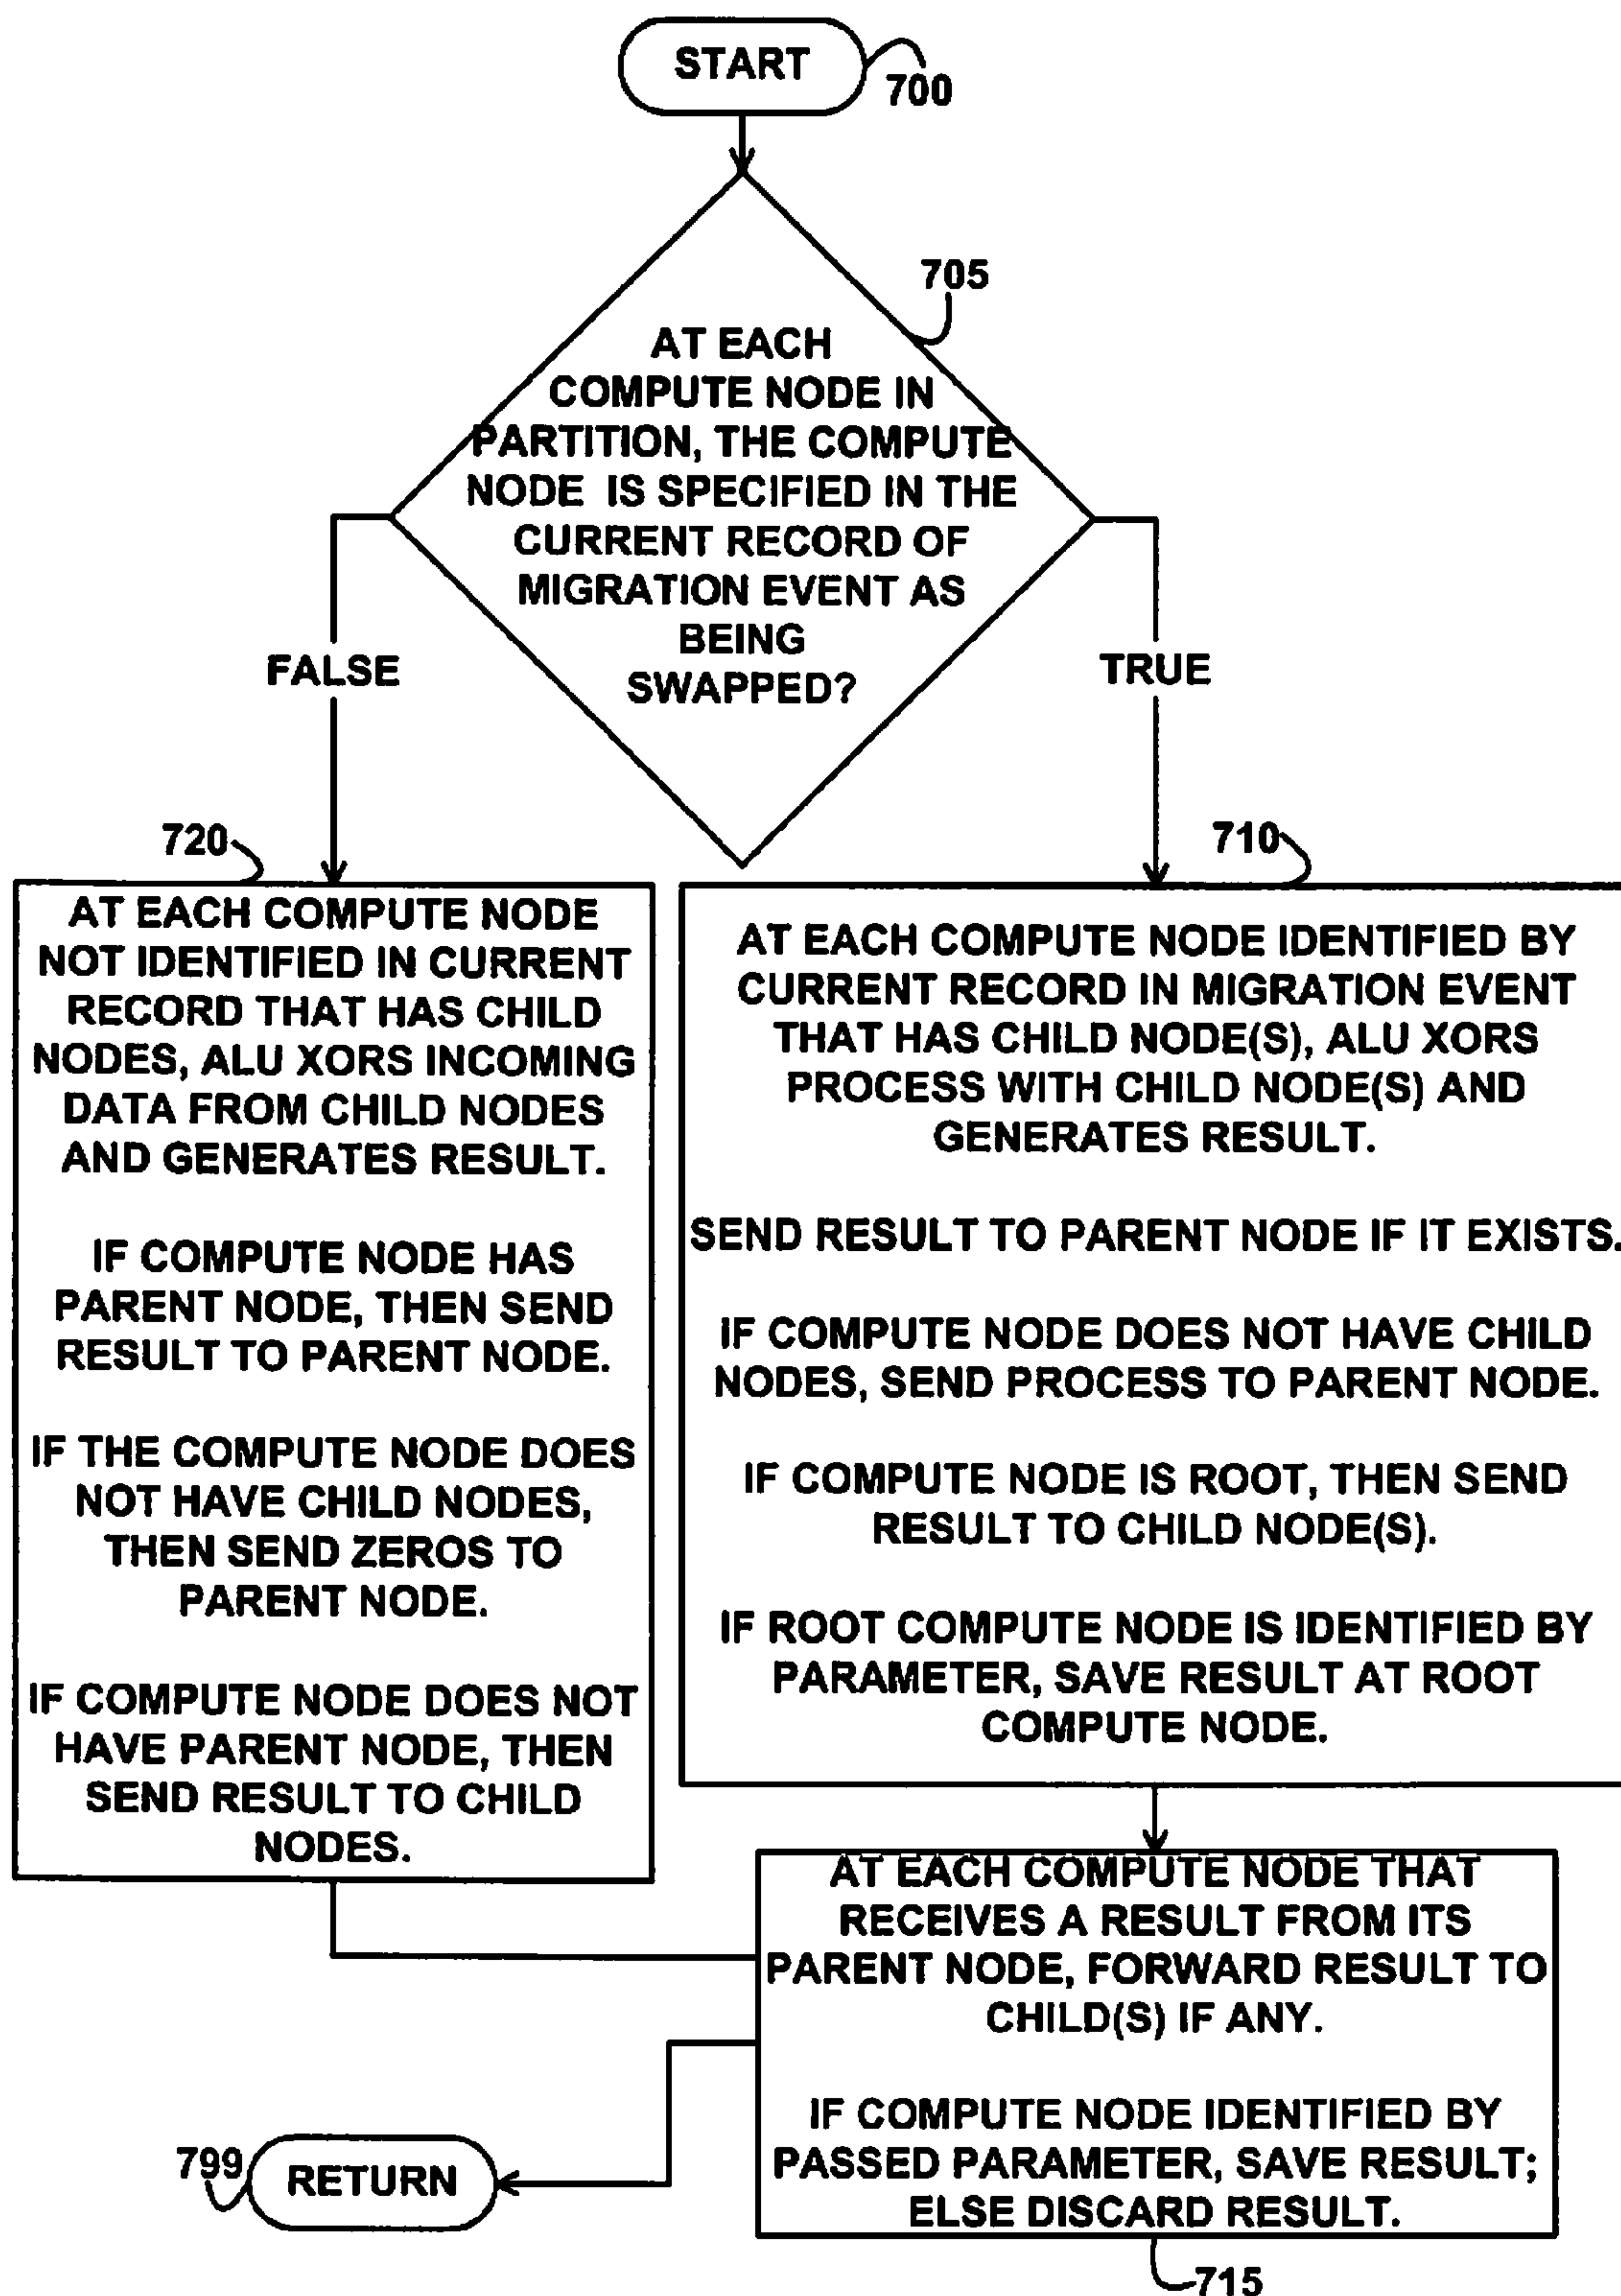 START
700
705
AT EACH
COMPUTE NODE IN
PARTITION, THE COMPUTE
NODE IS SPECIFIED IN THE
CURRENT RECORD OF
MIGRATION EVENT AS
BEING
SWAPPED?
FALSE
TRUE
720
AT EACH COMPUTE NODE
NOT IDENTIFIED IN CURRENT
RECORD THAT HAS CHILD
NODES, ALU XORS INCOMING
DATA FROM CHILD NODES
AND GENERATES RESULT.
IF COMPUTE NODE HAS
PARENT NODE, THEN SEND
RESULT TO PARENT NODE.
IF THE COMPUTE NODE DOES
NOT HAVE CHILD NODES,
THEN SEND ZEROS TO
PARENT NODE.
IF COMPUTE NODE DOES NOT
HAVE PARENT NODE, THEN
SEND RESULT TO CHILD
NODES.
710
AT EACH COMPUTE NODE IDENTIFIED BY
CURRENT RECORD IN MIGRATION EVENT
THAT HAS CHILD NODE(S), ALU XORS
PROCESS WITH CHILD NODE(S) AND
GENERATES RESULT.
SEND RESULT TO PARENT NODE IF IT EXISTS.
IF COMPUTE NODE DOES NOT HAVE CHILD
NODES, SEND PROCESS TO PARENT NODE.
IF COMPUTE NODE IS ROOT, THEN SEND
RESULT TO CHILD NODE(S).
IF ROOT COMPUTE NODE IS IDENTIFIED BY
PARAMETER, SAVE RESULT AT ROOT
COMPUTE NODE.
AT EACH COMPUTE NODE THAT
RECEIVES A RESULT FROM ITS
PARENT NODE, FORWARD RESULT TO
CHILD(S) IF ANY.
IF COMPUTE NODE IDENTIFIED BY
PASSED PARAMETER, SAVE RESULT;
ELSE DISCARD RESULT.
715
799
RETURN